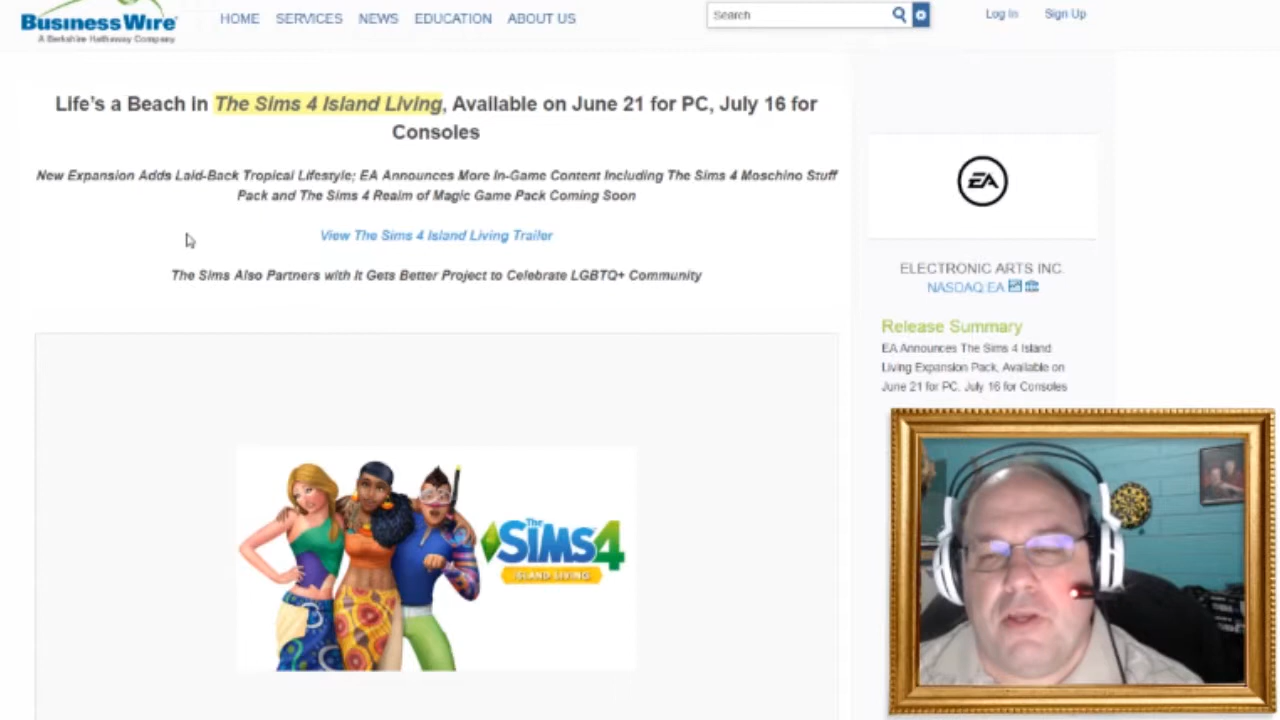 BusinessWire
A Berkshire Hathaway Company
HOME SERVICES NEWS EDUCATION ABOUT US
Search
Log In Sign Up
Life's a Beach in The Sims 4 Island Living, Available on June 21 for PC, July 16 for
Consoles
New Expansion Adds Laid-Back Tropical Lifestyle; EA Announces More In-Game Content Including The Sims 4 Moschino Stuff
Pack and The Sims 4 Realm of Magic Game Pack Coming Soon
View The Sims 4 Island Living Trailer
The Sims Also Partners with It Gets Better Project to Celebrate LGBTQ+ Community
EA
ELECTRONIC ARTS INC.
NASDAQ:EA
Release Summary
EA Announces The Sims 4 Island
Living Expansion Pack, Available on
June 21 for PC, July 16 for Consoles
The
SiMS 4
ISLAND LIVING